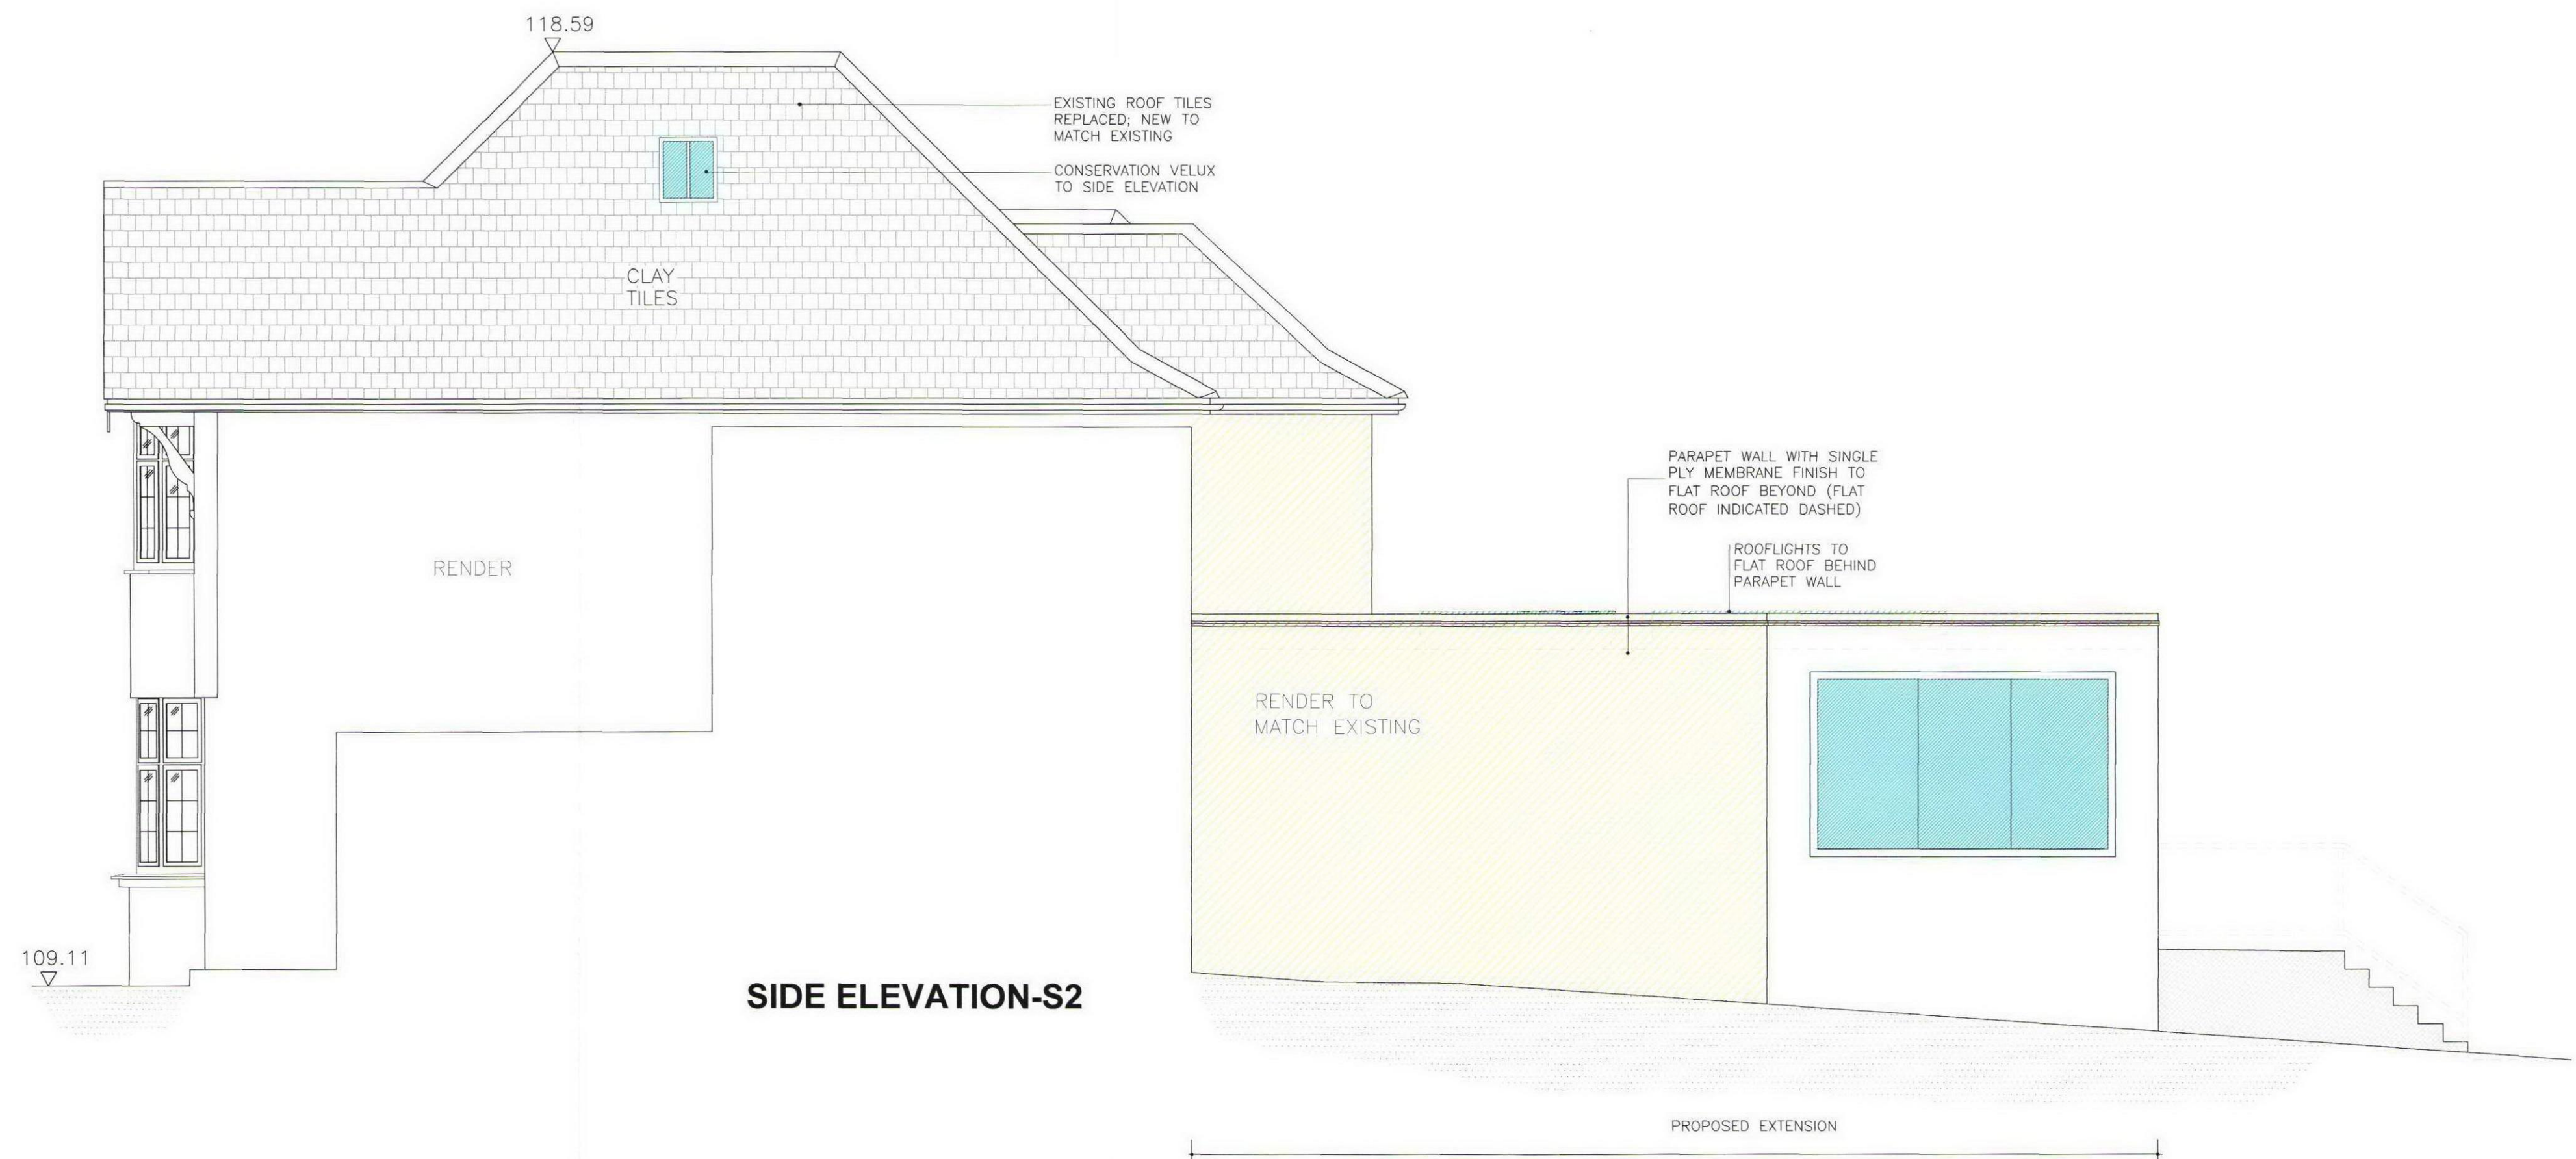 118.59
EXISTING ROOF TILES
REPLACED; NEW TO
MATCH EXISTING
CONSERVATION VELUX
TO SIDE ELEVATION
CLAY
TILES
PARAPET WALL WITH SINGLE
PLY MEMBRANE FINISH TO
FLAT ROOF BEYOND (FLAT
ROOF INDICATED DASHED)
ROOFLIGHTS TO
FLAT ROOF BEHIND
PARAPET WALL
RENDER
RENDER TO
MATCH EXISTING
109.11
SIDE ELEVATION-S2
PROPOSED EXTENSION